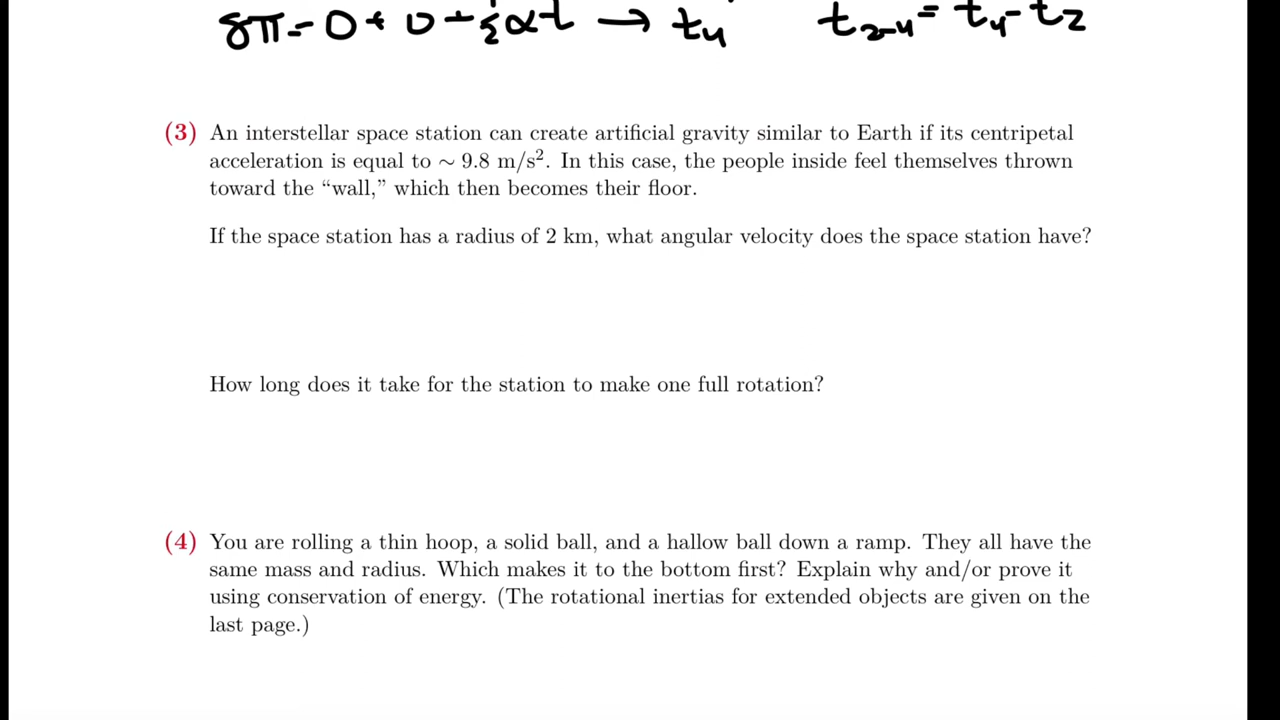 8π = 0 + 0 + ½αt → t₄ t₂₋₄ = t₄ - t₂
(3) An interstellar space station can create artificial gravity similar to Earth if its centripetal
acceleration is equal to ∼ 9.8 m/s². In this case, the people inside feel themselves thrown
toward the “wall,” which then becomes their floor.
If the space station has a radius of 2 km, what angular velocity does the space station have?
How long does it take for the station to make one full rotation?
(4) You are rolling a thin hoop, a solid ball, and a hallow ball down a ramp. They all have the
same mass and radius. Which makes it to the bottom first? Explain why and/or prove it
using conservation of energy. (The rotational inertias for extended objects are given on the
last page.)